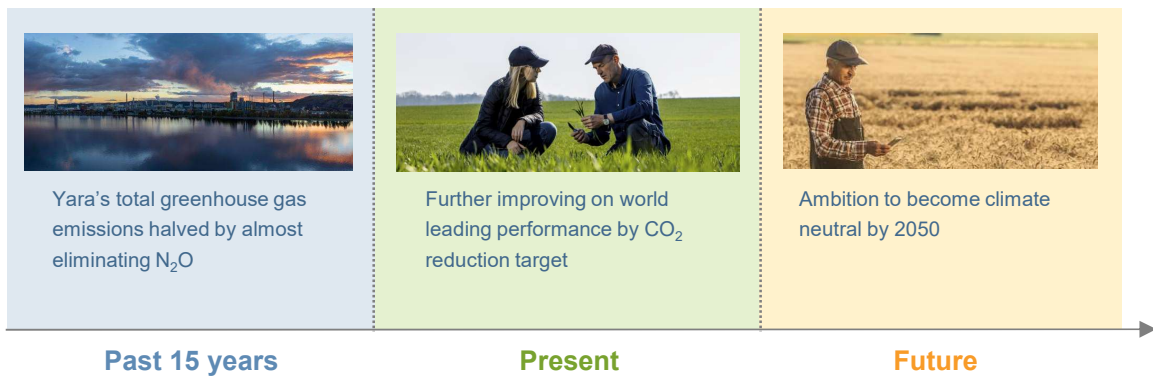 Yara’s total greenhouse gas
emissions halved by almost
eliminating N₂O
Further improving on world
leading performance by CO₂
reduction target
Ambition to become climate
neutral by 2050
Past 15 years
Present
Future